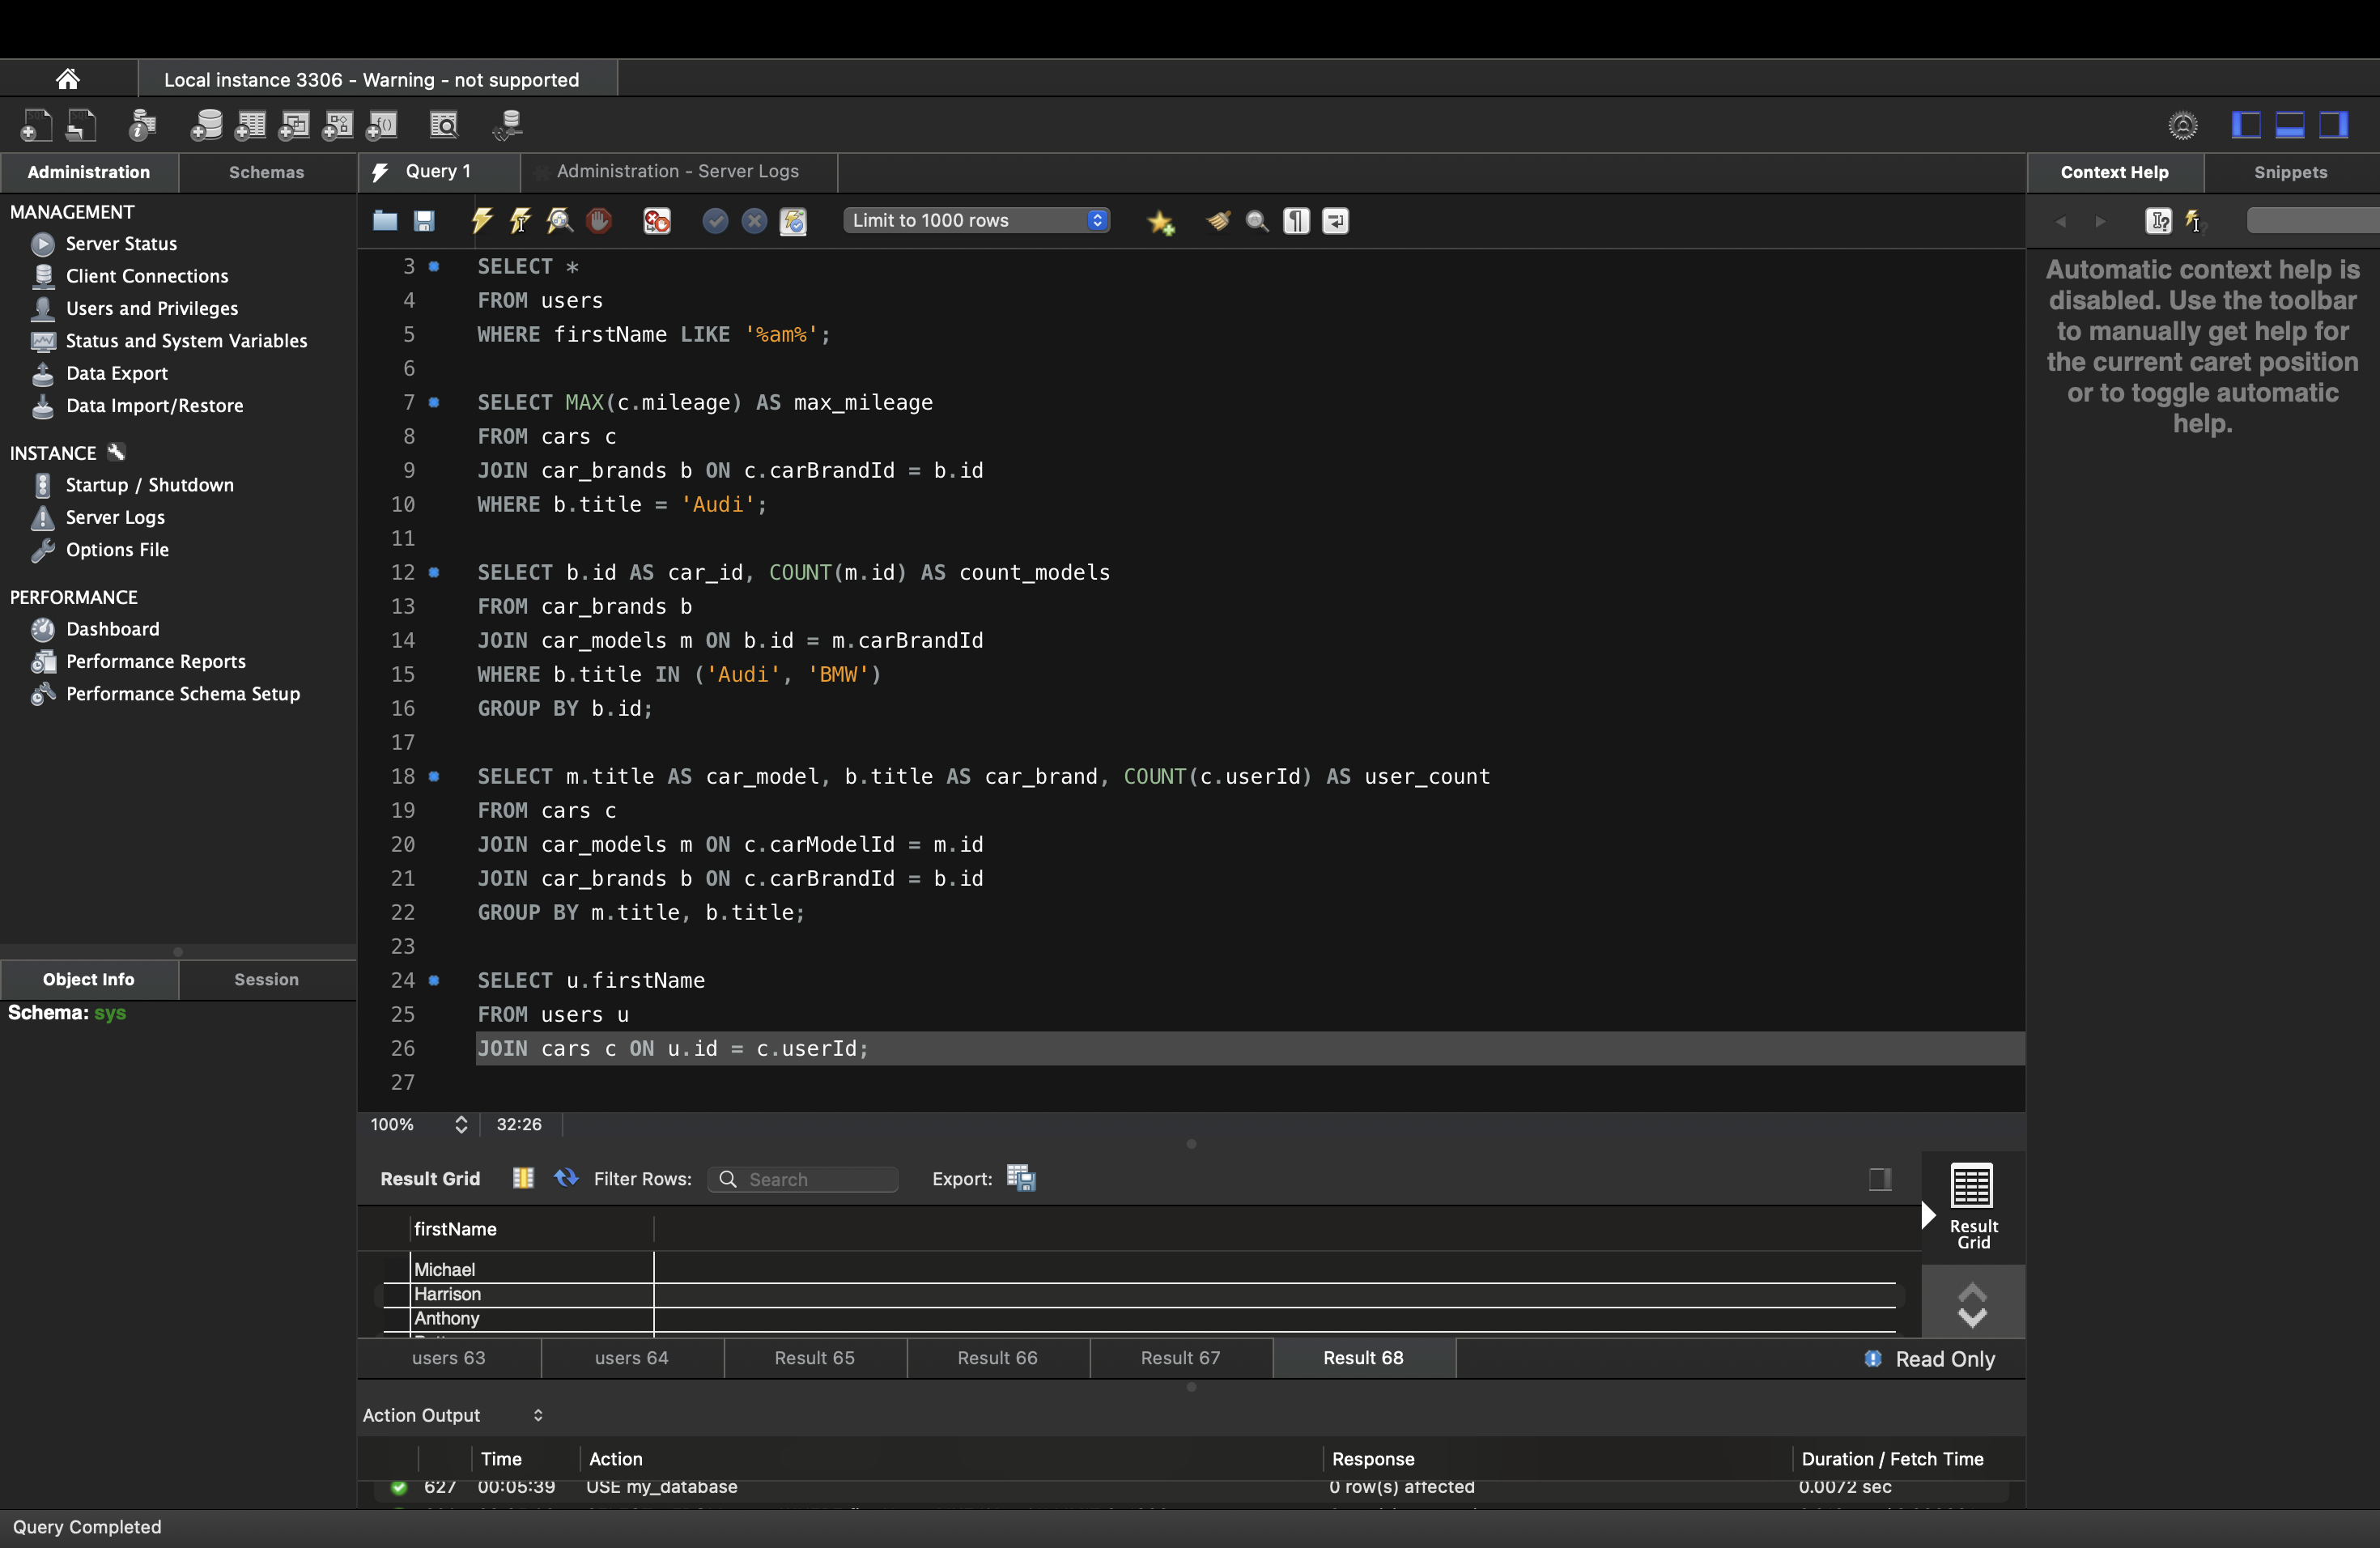 Local instance 3306 - Warning - not supported
Administration
Schemas
MANAGEMENT
Server Status
Client Connections
Users and Privileges
Status and System Variables
Data Export
Data Import/Restore
INSTANCE
Startup / Shutdown
Server Logs
Options File
PERFORMANCE
Dashboard
Performance Reports
Performance Schema Setup
Object Info
Session
Schema: sys
Query 1
Administration - Server Logs
Limit to 1000 rows
3 SELECT *
4 FROM users
5 WHERE firstName LIKE '%am%';
6
7 SELECT MAX(c.mileage) AS max_mileage
8 FROM cars c
9 JOIN car_brands b ON c.carBrandId = b.id
10 WHERE b.title = 'Audi';
11
12 SELECT b.id AS car_id, COUNT(m.id) AS count_models
13 FROM car_brands b
14 JOIN car_models m ON b.id = m.carBrandId
15 WHERE b.title IN ('Audi', 'BMW')
16 GROUP BY b.id;
17
18 SELECT m.title AS car_model, b.title AS car_brand, COUNT(c.userId) AS user_count
19 FROM cars c
20 JOIN car_models m ON c.carModelId = m.id
21 JOIN car_brands b ON c.carBrandId = b.id
22 GROUP BY m.title, b.title;
23
24 SELECT u.firstName
25 FROM users u
26 JOIN cars c ON u.id = c.userId;
27
100% 32:26
Result Grid Filter Rows: Search Export:
firstName
Michael
Harrison
Anthony
Result
Grid
users 63 users 64 Result 65 Result 66 Result 67 Result 68
Read Only
Action Output
Time Action Response Duration / Fetch Time
627 00:05:39 USE my_database 0 row(s) affected 0.0072 sec
Context Help
Snippets
Automatic context help is
disabled. Use the toolbar
to manually get help for
the current caret position
or to toggle automatic
help.
Query Completed